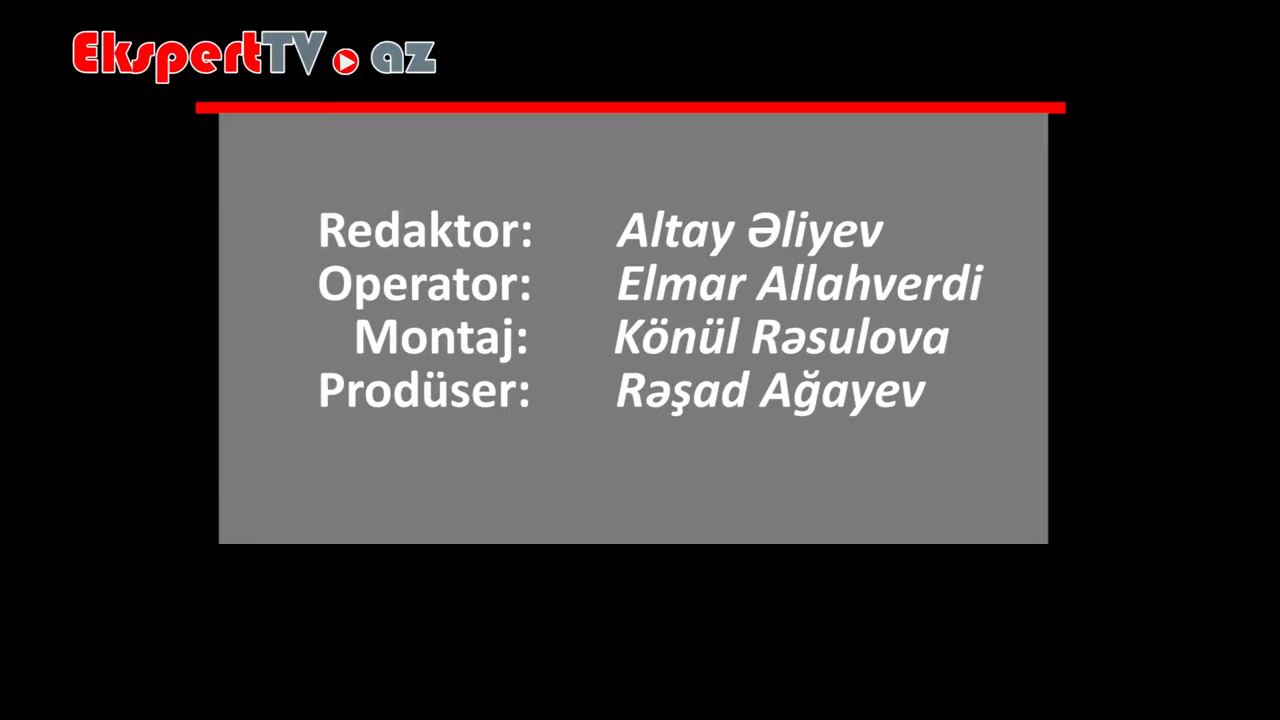 EkspertTV.az
Redaktor: Altay Əliyev
Operator: Elmar Allahverdi
Montaj: Könül Rəsulova
Prodüser: Rəşad Ağayev